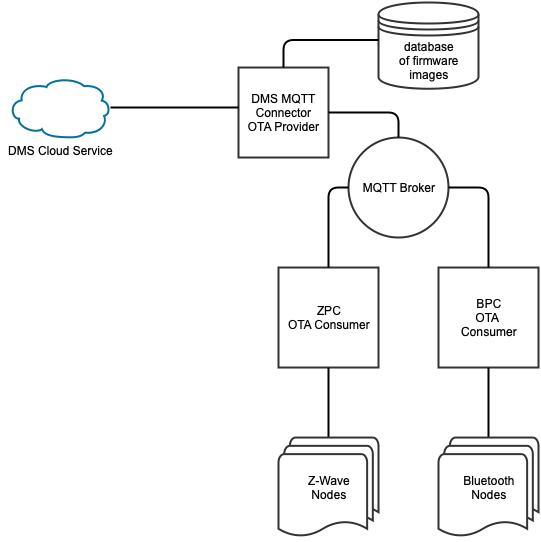 database
of firmware
images
DMS MQTT
Connector
OTA Provider
DMS Cloud Service
MQTT Broker
ZPC
OTA Consumer
BPC
OTA
Consumer
Z-Wave
Nodes
Bluetooth
Nodes